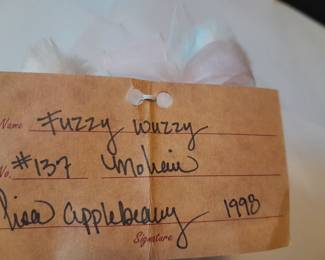 Name Fuzzy Wuzzy
No. #137 Mohair
Lisa Applebeary 1998
Signature